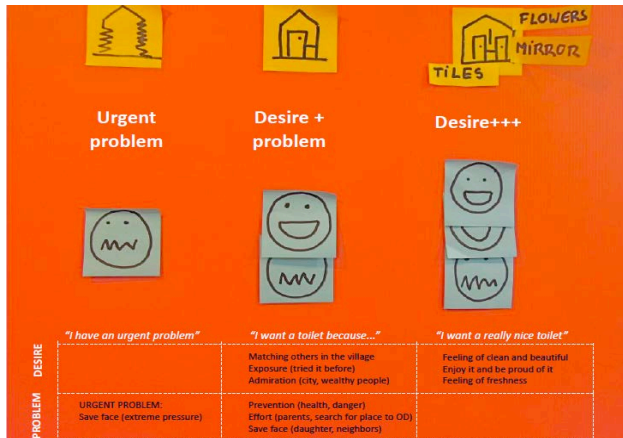 FLOWERS
MIRROR
TILES
Urgent
problem
Desire +
problem
Desire+++
"I have an urgent problem"
"I want a toilet because..."
"I want a really nice toilet"
DESIRE
Matching others in the village
Exposure (tried it before)
Admiration (city, wealthy people)
Feeling of clean and beautiful
Enjoy it and be proud of it
Feeling of freshness
PROBLEM
URGENT PROBLEM:
Save face (extreme pressure)
Prevention (health, danger)
Effort (parents, search for place to OD)
Save face (daughter, neighbors)